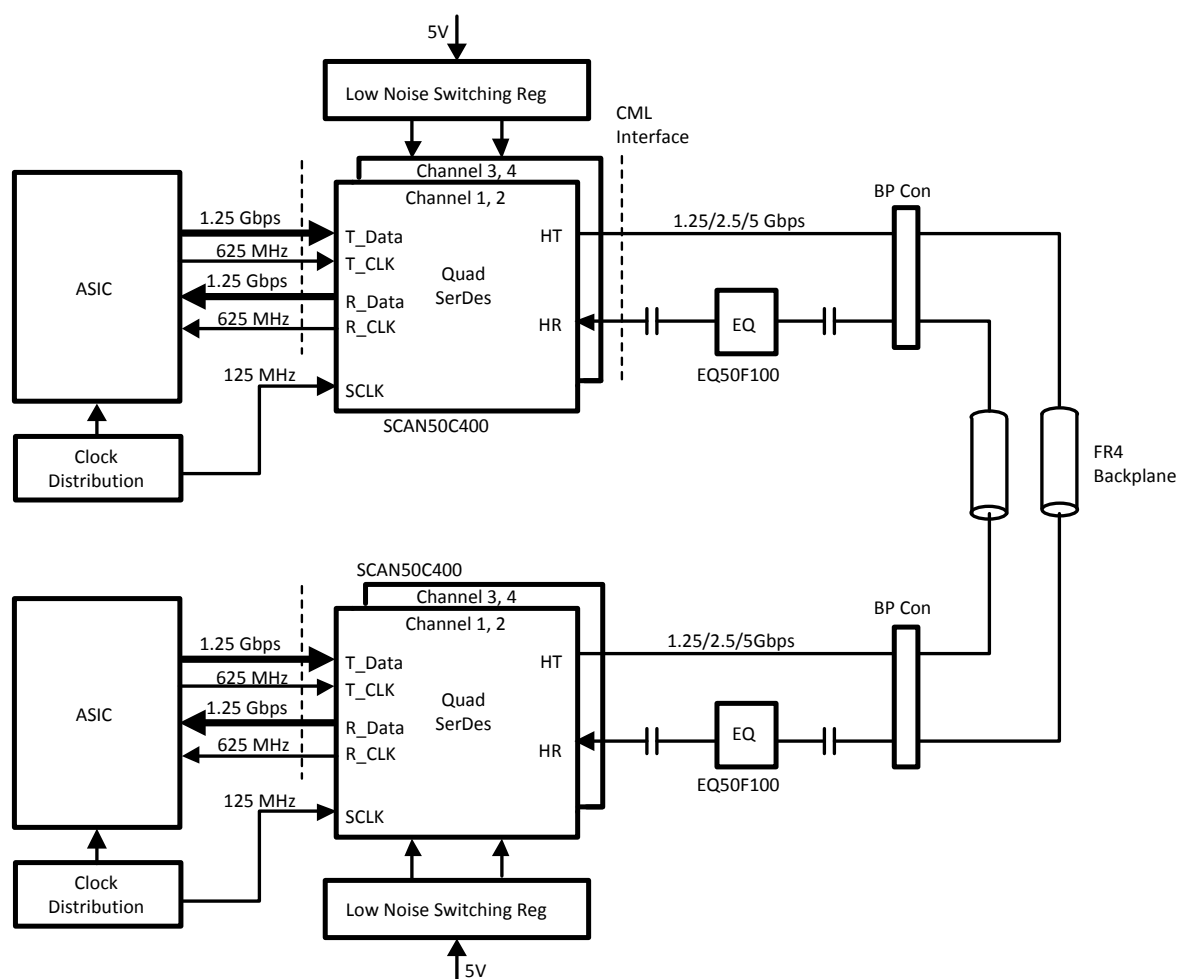 5V
Low Noise Switching Reg
CML
Interface
Channel 3, 4
Channel 1, 2
BP Con
1.25 Gbps
T_Data
HT
1.25/2.5/5 Gbps
625 MHz
T_CLK
ASIC
Quad
SerDes
1.25 Gbps
R_Data
625 MHz
R_CLK
HR
EQ
EQ50F100
125 MHz
SCLK
SCAN50C400
Clock
Distribution
FR4
Backplane
SCAN50C400
Channel 3, 4
Channel 1, 2
BP Con
1.25 Gbps
T_Data
HT
1.25/2.5/5Gbps
625 MHz
T_CLK
ASIC
Quad
SerDes
1.25 Gbps
R_Data
625 MHz
R_CLK
HR
EQ
EQ50F100
125 MHz
SCLK
Clock
Distribution
Low Noise Switching Reg
5V